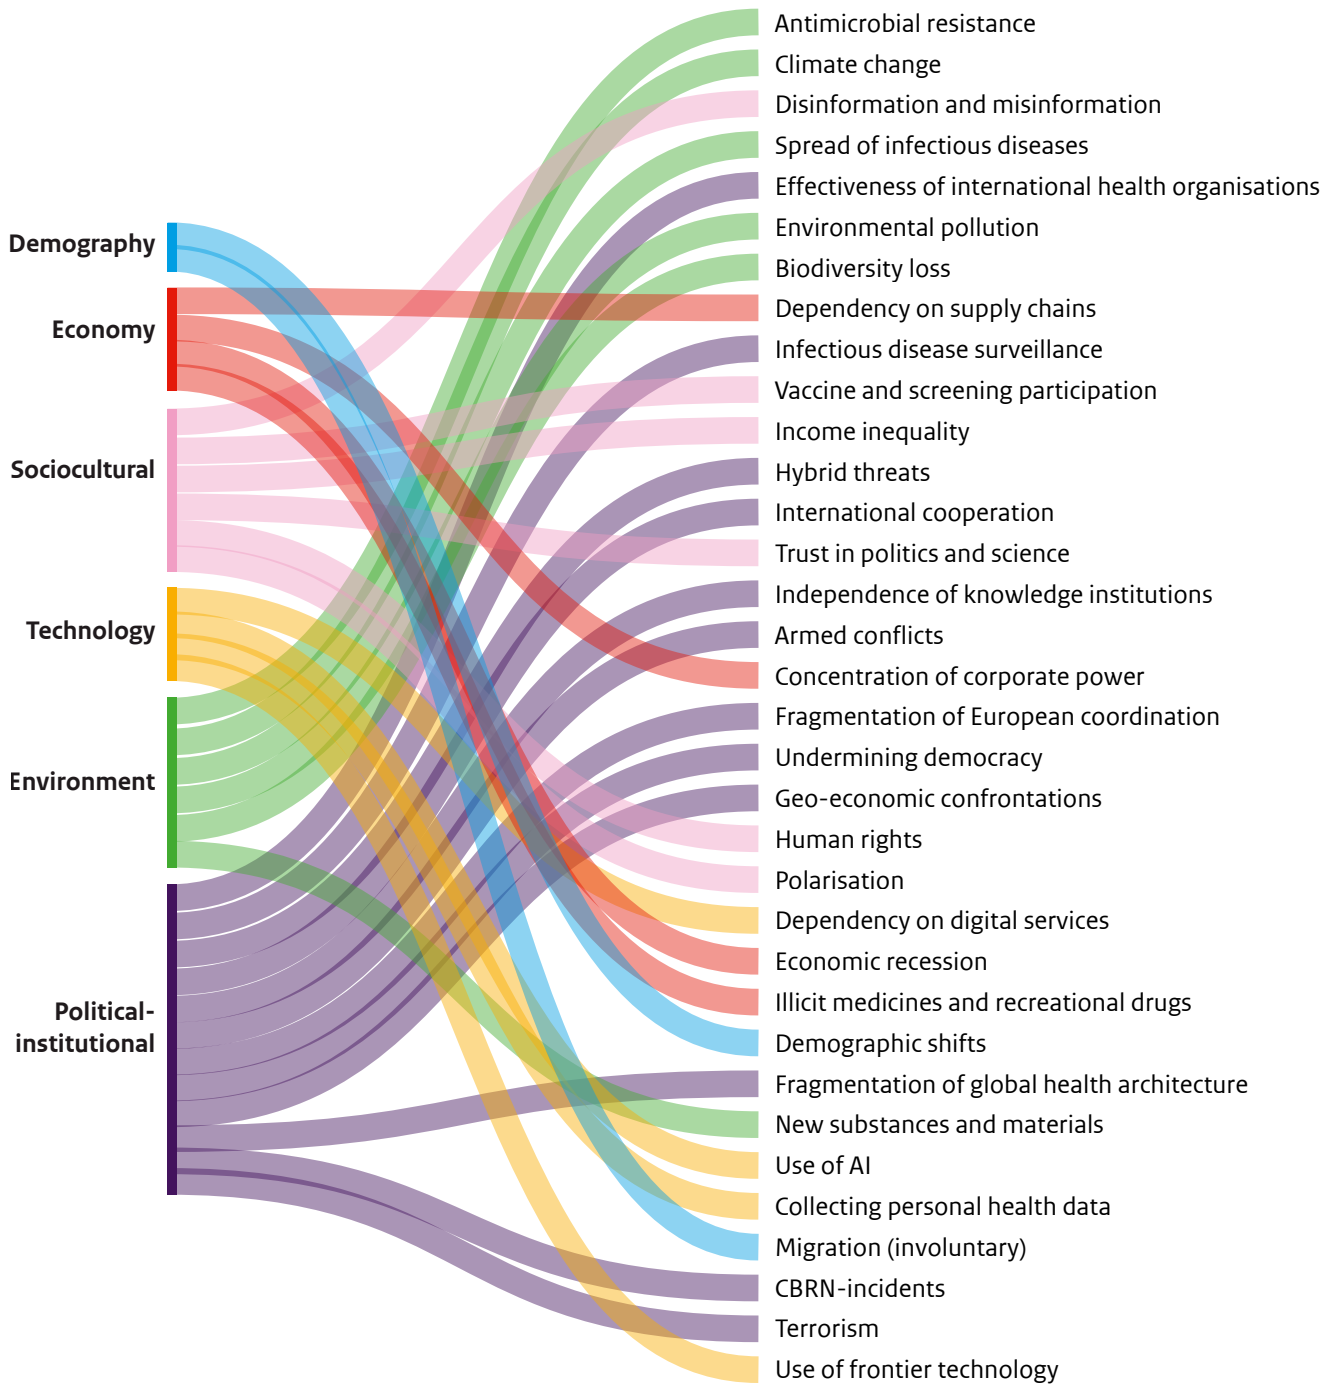 Demography
Economy
Sociocultural
Technology
Environment
Political-
institutional
Antimicrobial resistance
Climate change
Disinformation and misinformation
Spread of infectious diseases
Effectiveness of international health organisations
Environmental pollution
Biodiversity loss
Dependency on supply chains
Infectious disease surveillance
Vaccine and screening participation
Income inequality
Hybrid threats
International cooperation
Trust in politics and science
Independence of knowledge institutions
Armed conflicts
Concentration of corporate power
Fragmentation of European coordination
Undermining democracy
Geo-economic confrontations
Human rights
Polarisation
Dependency on digital services
Economic recession
Illicit medicines and recreational drugs
Demographic shifts
Fragmentation of global health architecture
New substances and materials
Use of AI
Collecting personal health data
Migration (involuntary)
CBRN-incidents
Terrorism
Use of frontier technology